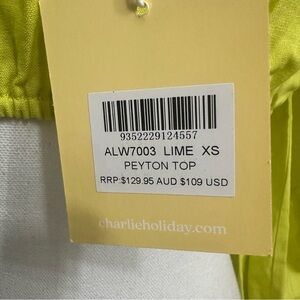 9352229124557
ALW7003 LIME XS
PEYTON TOP
RRP:$129.95 AUD $109 USD
charlieholiday.com